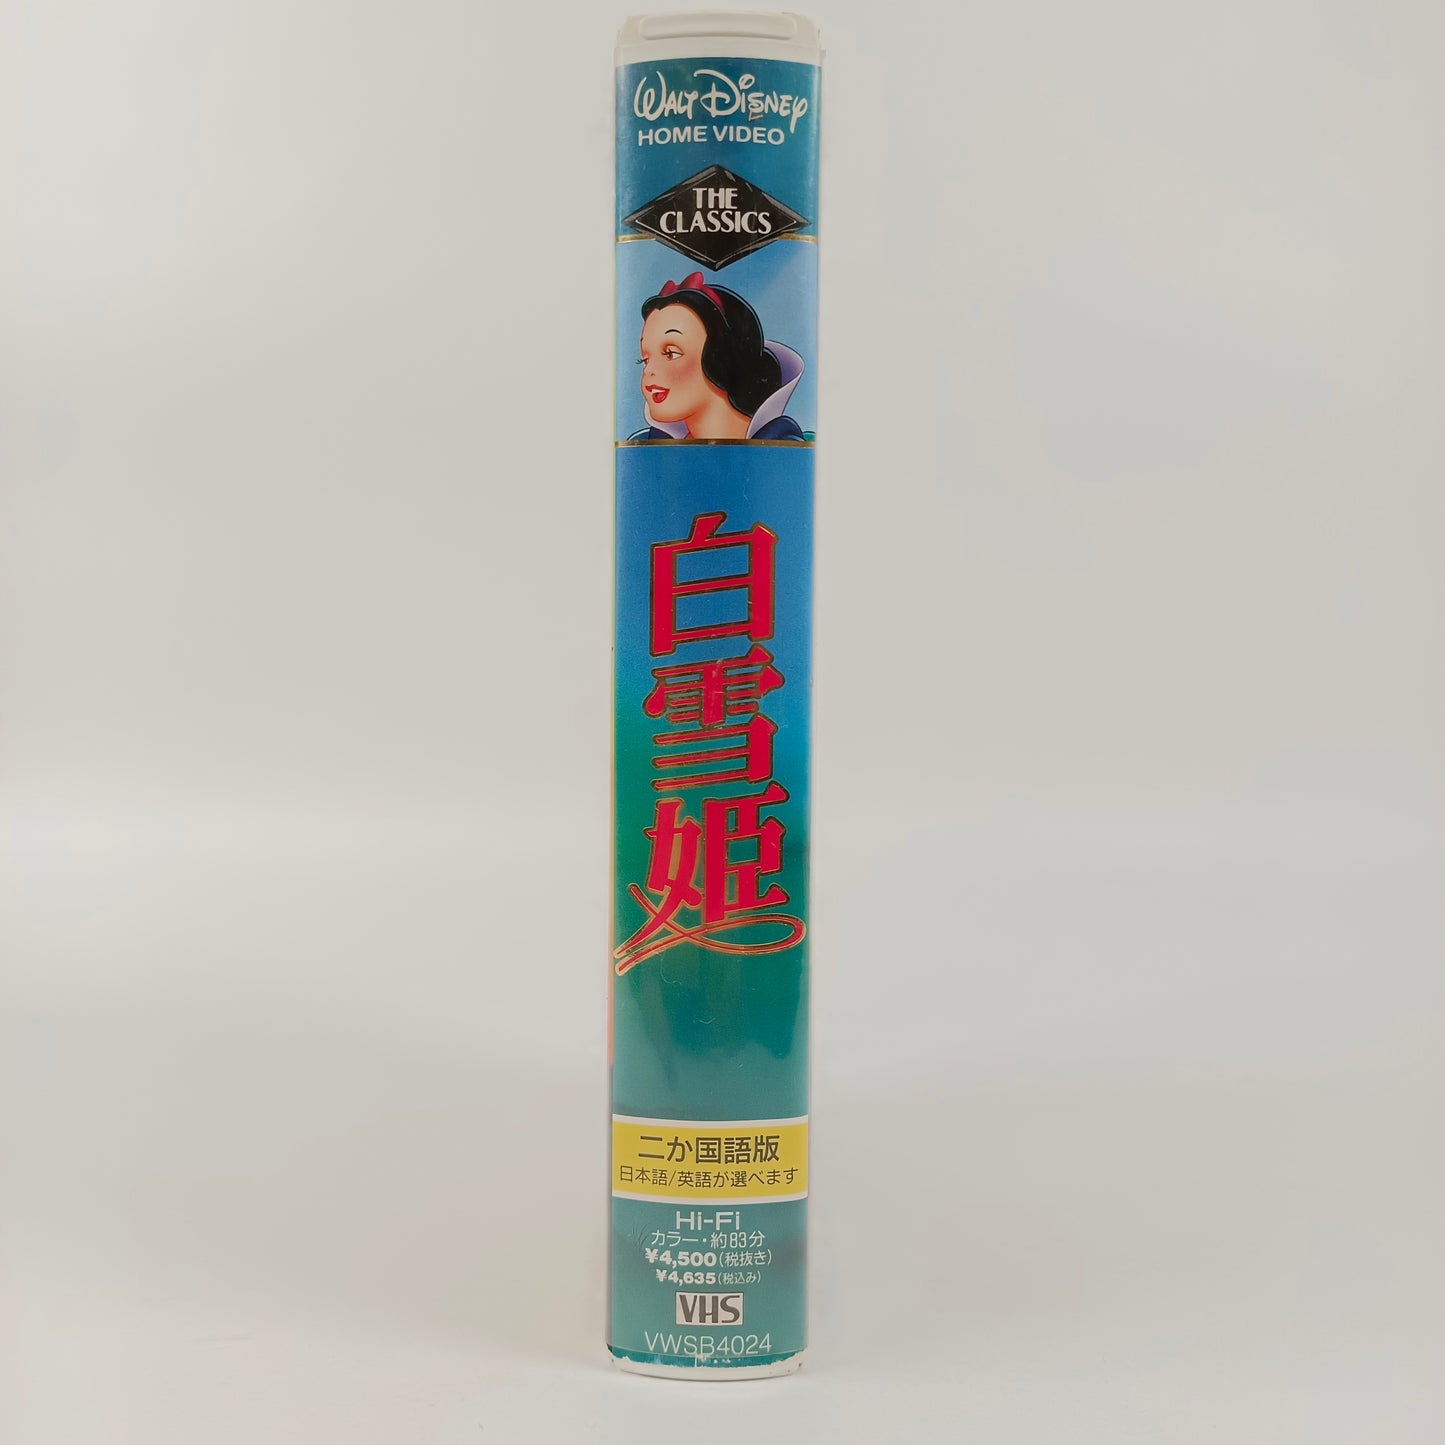 WALT DISNEY
HOME VIDEO
THE
CLASSICS
白雪姫
二か国語版
日本語/英語が選べます
Hi-Fi
カラー・約83分
¥4,500(税抜き)
¥4,635(税込み)
VHS
VWSB4024